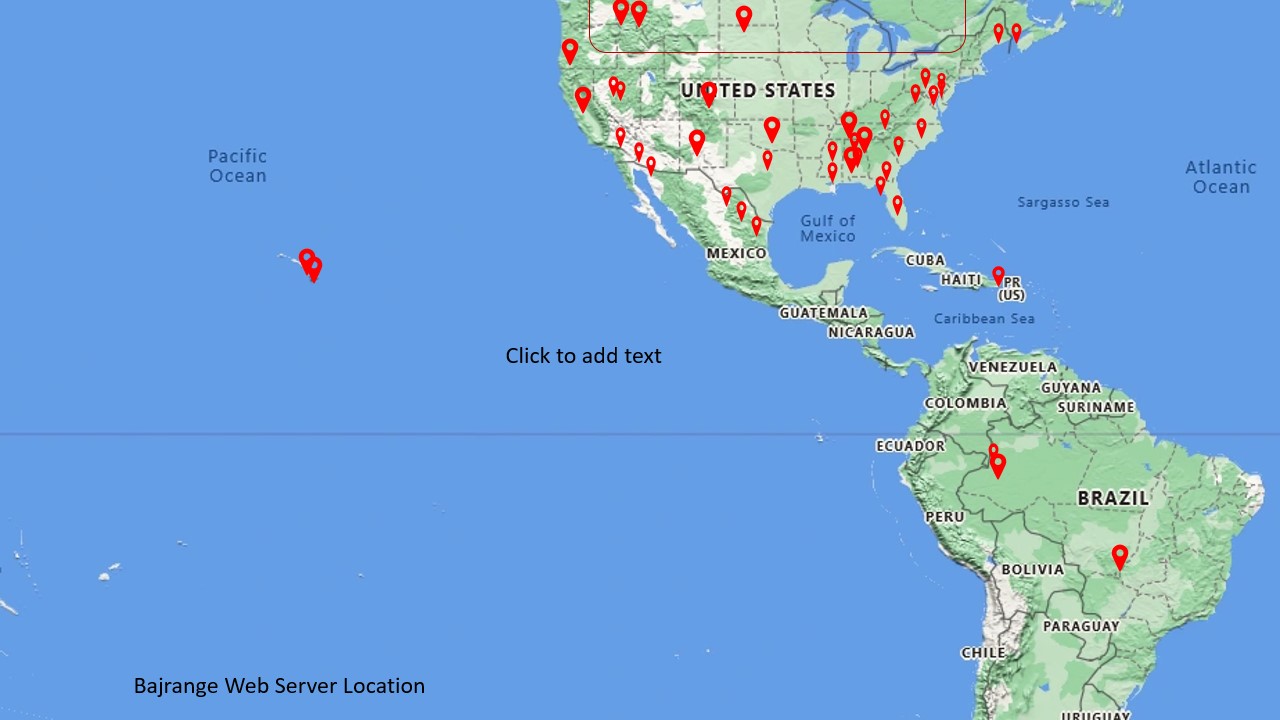 UNITED STATES
Pacific
Ocean
Atlantic
Ocean
Sargasso Sea
Gulf of
Mexico
MEXICO
CUBA
HAITI
PR
(US)
GUATEMALA
Caribbean Sea
NICARAGUA
Click to add text
VENEZUELA
GUYANA
COLOMBIA
SURINAME
ECUADOR
BRAZIL
PERU
BOLIVIA
PARAGUAY
CHILE
Bajrange Web Server Location
URUGUAY